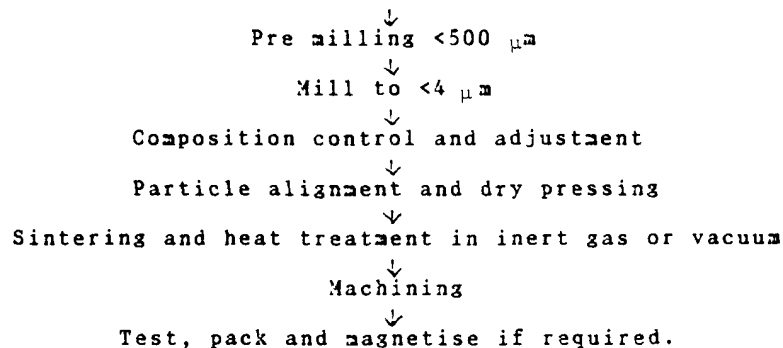 ↓
Pre milling <500 µm
↓
Mill to <4 µm
↓
Composition control and adjustment
↓
Particle alignment and dry pressing
↓
Sintering and heat treatment in inert gas or vacuum
↓
Machining
↓
Test, pack and magnetise if required.